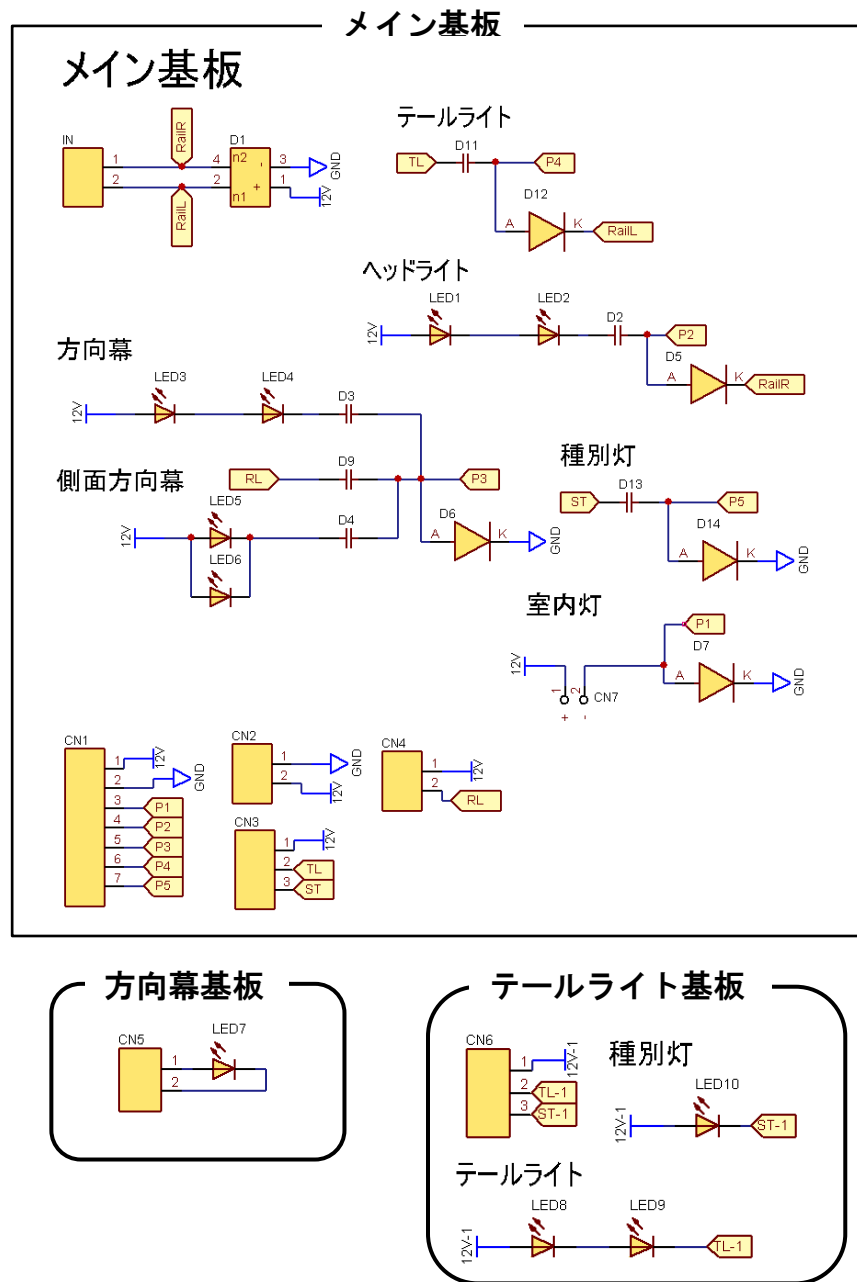 メイン基板
メイン基板
IN
1
2
RailR
RailL
4
2
D1
n2
n1
-
+
3
1
GND
12V
テールライト
D11
TL
P4
D12
A
K
RailL
ヘッドライト
LED1
LED2
D2
12V
P2
D5
A
K
RailR
方向幕
LED3
LED4
D3
12V
側面方向幕
RL
D9
P3
LED5
D4
12V
LED6
D6
A
K
GND
種別灯
D13
ST
P5
D14
A
K
GND
室内灯
P1
12V
D7
1
2
CN7
+
-
A
K
GND
CN1
1
12V
2
GND
3
P1
4
P2
5
P3
6
P4
7
P5
CN2
1
GND
2
12V
CN3
1
12V
2
TL
3
ST
CN4
1
12V
2
RL
方向幕基板
CN5
LED7
1
2
テールライト基板
CN6
1
12V-1
2
TL-1
3
ST-1
種別灯
LED10
12V-1
ST-1
テールライト
LED8
LED9
12V-1
TL-1